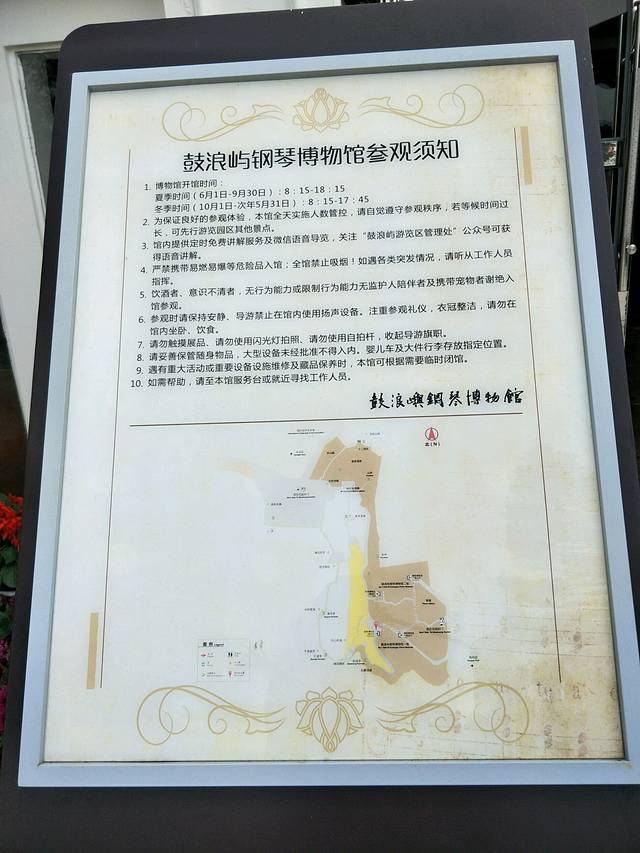 鼓浪屿钢琴博物馆参观须知
1. 博物馆开馆时间：
夏季时间（6月1日-9月30日）：8：15-18：15
冬季时间（10月1日-次年5月31日）：8：15-17：45
2. 为保证良好的参观体验，本馆全天实施人数管控，请自觉遵守参观秩序，若等候时间过
长，可先行游览园区其他景点。
3. 馆内提供定时免费讲解服务及微信语音导览，关注“鼓浪屿游览区管理处”公众号可获
得语音讲解。
4. 严禁携带易燃易爆等危险品入馆；全馆禁止吸烟！如遇各类突发情况，请听从工作人员
指挥。
5. 饮酒者、意识不清者，无行为能力或限制行为能力无监护人陪伴者及携带宠物者谢绝入
馆参观。
6. 参观时请保持安静、导游禁止在馆内使用扬声设备。注重参观礼仪，衣冠整洁，请勿在
馆内坐卧、饮食。
7. 请勿触摸展品、请勿使用闪光灯拍照、请勿使用自拍杆，收起导游旗职。
8. 请妥善保管随身物品，大型设备未经批准不得入内。婴儿车及大件行李存放指定位置。
9. 遇有重大活动或重要设备设施维修及藏品保养时，本馆可根据需要临时闭馆。
10. 如需帮助，请至本馆服务台或就近寻找工作人员。
鼓浪嶼鋼琴博物館
北(N)